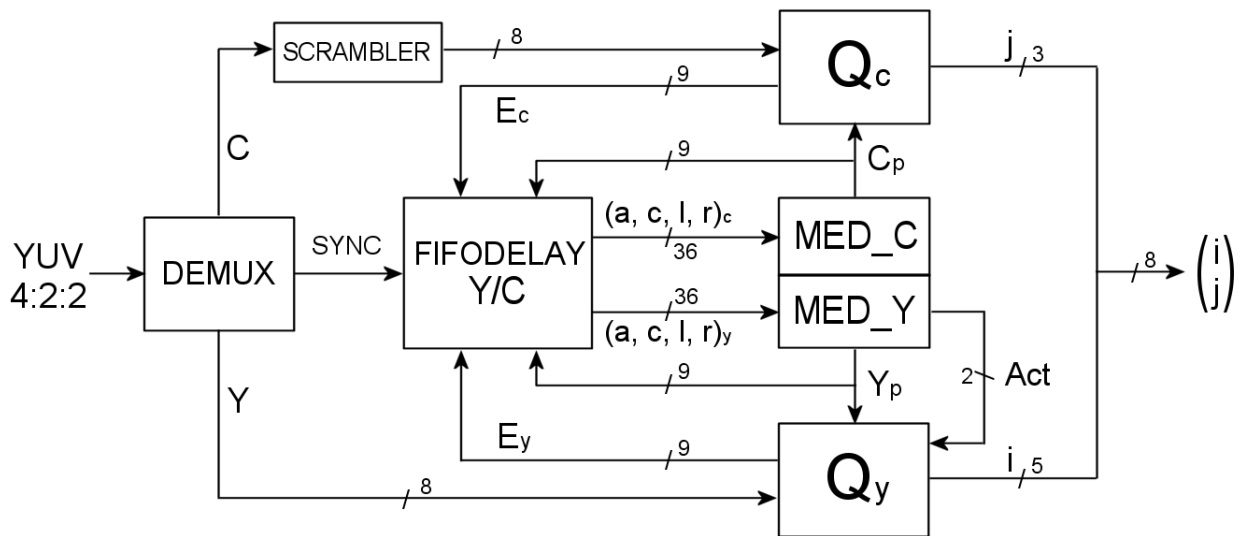 SCRAMBLER
8
Qc
j
3
9
Ec
C
9
Cp
YUV
4:2:2
DEMUX
SYNC
FIFODELAY
Y/C
(a, c, l, r)c
36
MED_C
8
(i
j)
36
(a, c, l, r)y
MED_Y
2
Act
Y
9
Yp
Ey
9
Qy
i
5
8